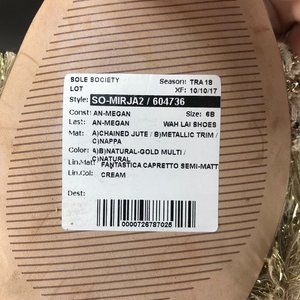 SOLE SOCIETY Season: TRA 18
LOT XF: 10/10/17
Style: SO-MIRJA2 / 604736
Const: AN-MEGAN Size: 6B
Last: AN-MEGAN WAH LAI SHOES
Mat: A)CHAINED JUTE / B)METALLIC TRIM /
C)NAPPA
Color: A)B)NATURAL-GOLD MULTI /
C)NATURAL
Lin.Mat: FANTASTICA CAPRETTO SEMI-MATT
Lin.Col: CREAM
Dest:
0000726787025